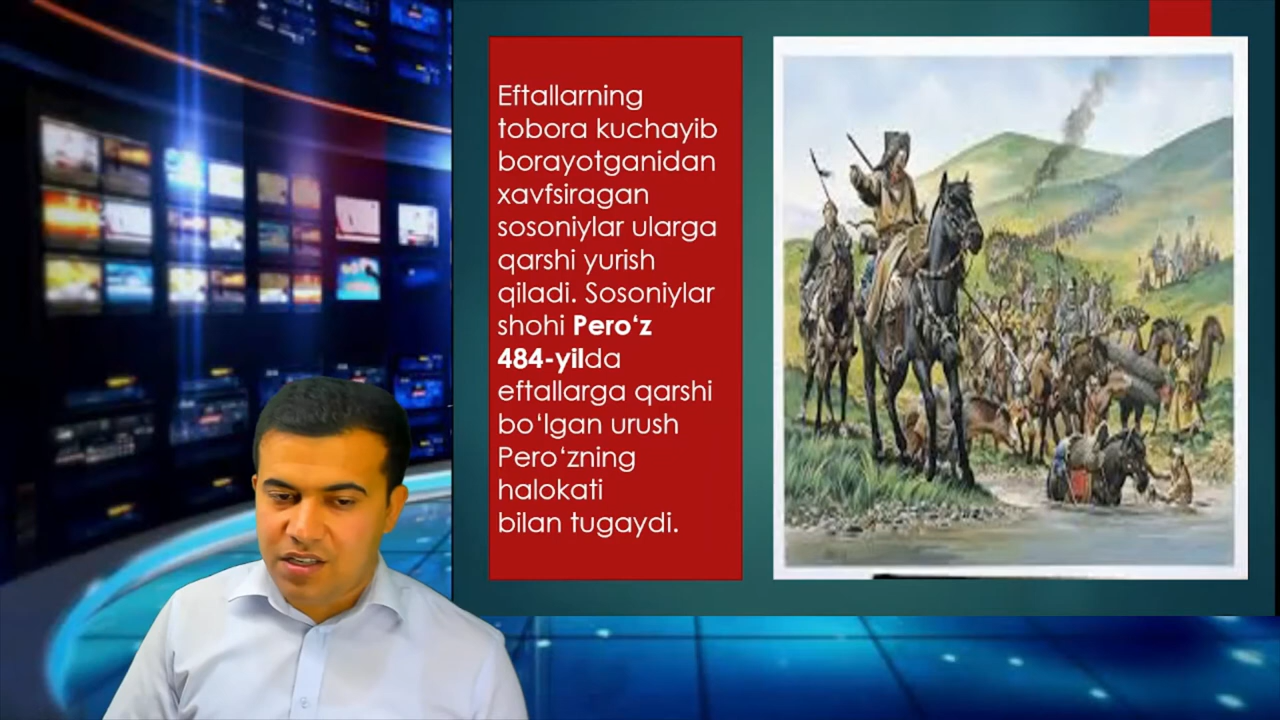 Eftallarning
tobora kuchayib
borayotganidan
xavfsiragan
sosoniylar ularga
qarshi yurish
qiladi. Sosoniylar
shohi Pero‘z
484-yilda
eftallarga qarshi
bo‘lgan urush
Pero‘zning
halokati
bilan tugaydi.